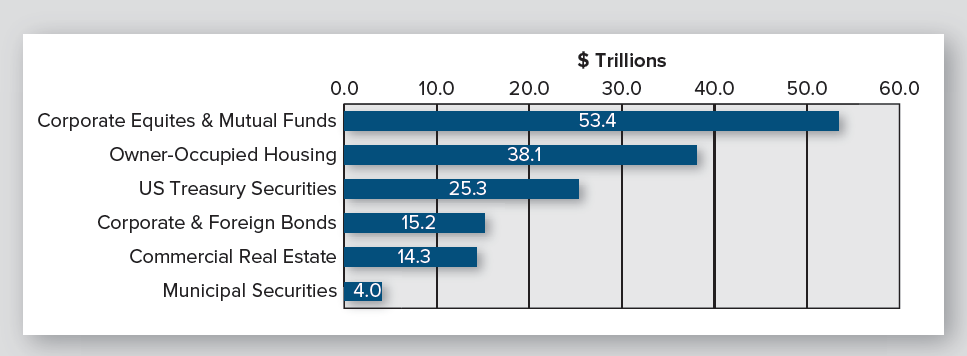 $ Trillions
0.0 10.0 20.0 30.0 40.0 50.0 60.0
Corporate Equites & Mutual Funds 53.4
Owner-Occupied Housing 38.1
US Treasury Securities 25.3
Corporate & Foreign Bonds 15.2
Commercial Real Estate 14.3
Municipal Securities 4.0